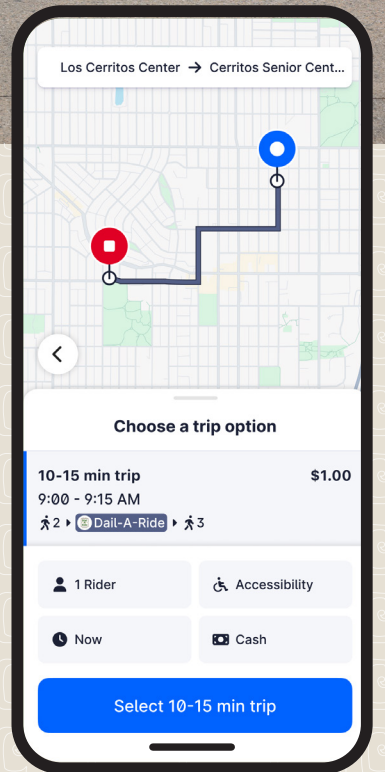 Los Cerritos Center → Cerritos Senior Cent...
Choose a trip option
10-15 min trip $1.00
9:00 - 9:15 AM
2 Dail-A-Ride 3
1 Rider
Accessibility
Now
Cash
Select 10-15 min trip